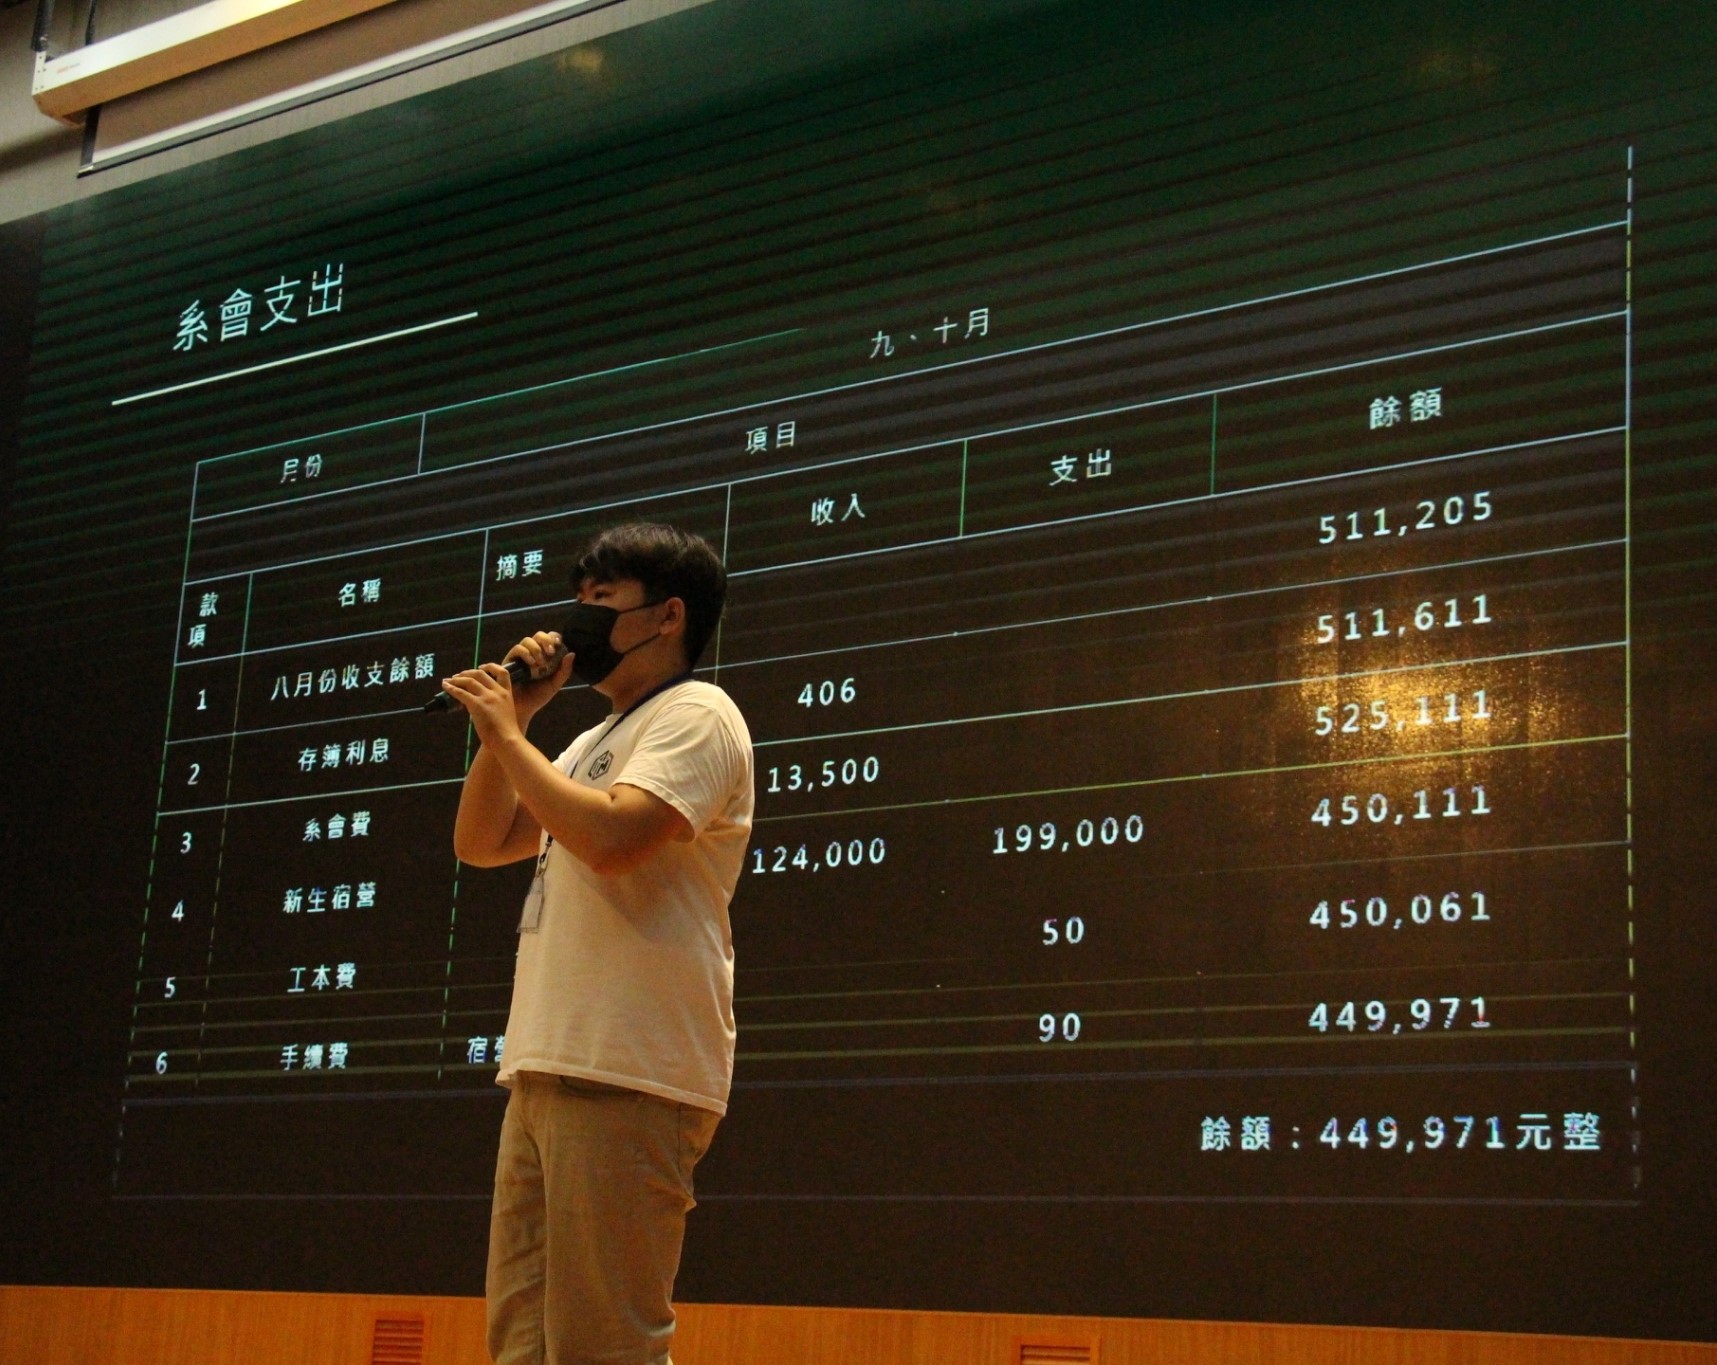 系會支出
月份 九、十月
項目
款項 名稱 摘要 收入 支出 餘額
1 八月份收支餘額 511,205
2 存簿利息 406 511,611
3 系會費 13,500 525,111
4 新生宿營 124,000 199,000 450,111
5 工本費 50 450,061
6 手續費 宿 90 449,971
餘額：449,971元整